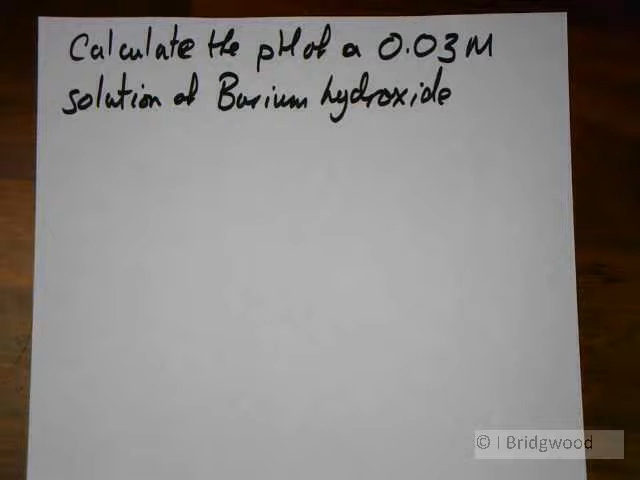 Calculate the pH of a 0.03M
solution of Barium hydroxide
© I Bridgwood